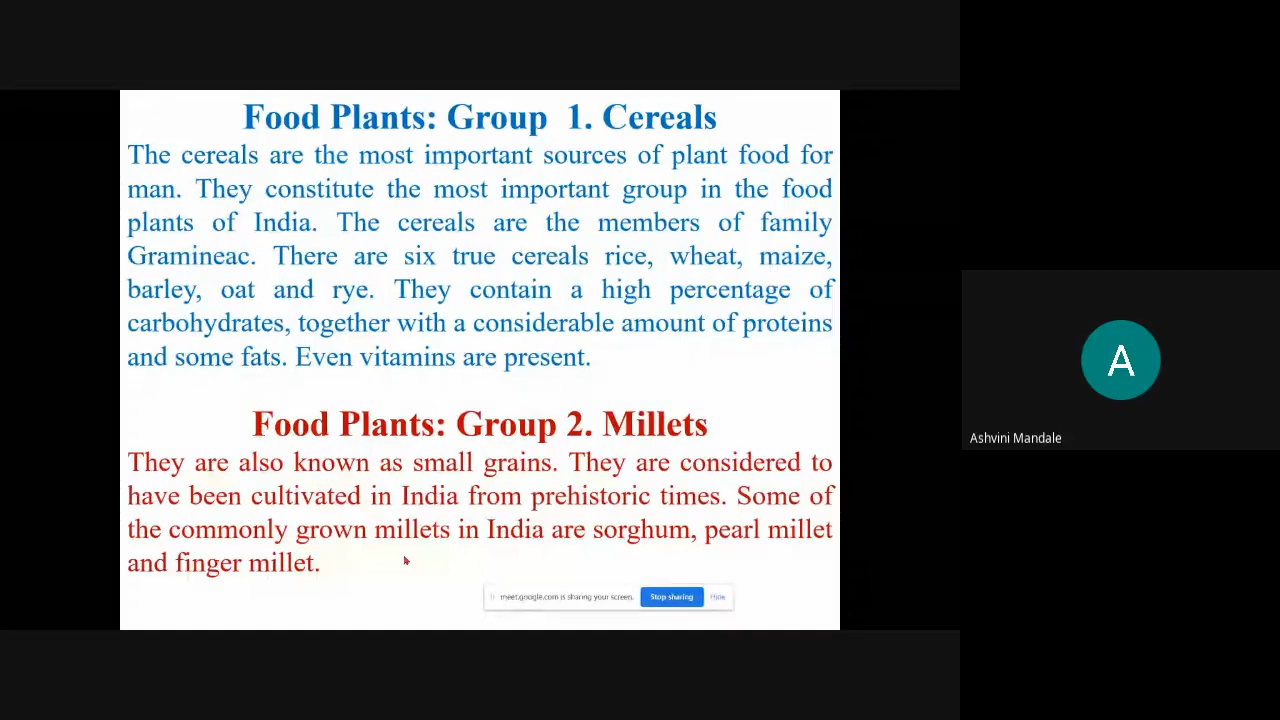 Food Plants: Group 1. Cereals
The cereals are the most important sources of plant food for
man. They constitute the most important group in the food
plants of India. The cereals are the members of family
Gramineac. There are six true cereals rice, wheat, maize,
barley, oat and rye. They contain a high percentage of
carbohydrates, together with a considerable amount of proteins
and some fats. Even vitamins are present.
Food Plants: Group 2. Millets
They are also known as small grains. They are considered to
have been cultivated in India from prehistoric times. Some of
the commonly grown millets in India are sorghum, pearl millet
and finger millet.
meet.google.com is sharing your screen. Stop sharing Hide
A
Ashvini Mandale